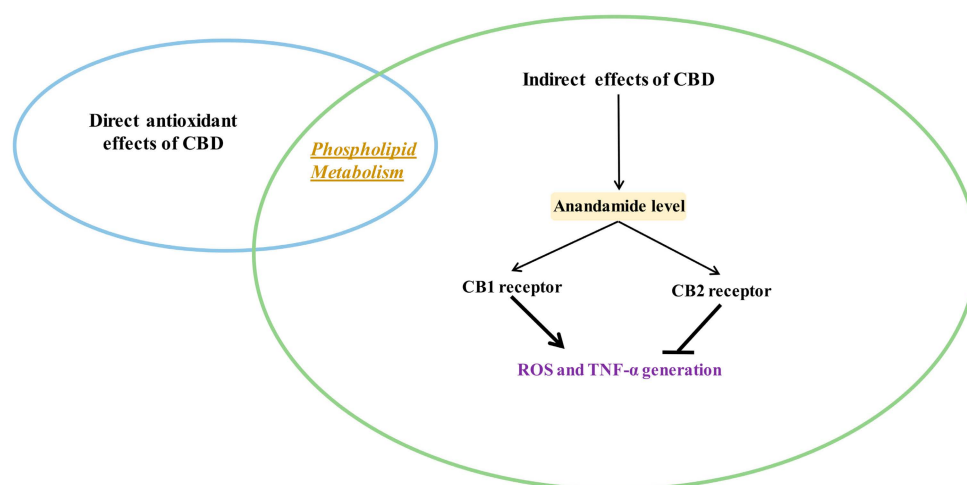 Direct antioxidant
effects of CBD
Phospholipid
Metabolism
Indirect effects of CBD
Anandamide level
CB1 receptor
CB2 receptor
ROS and TNF-α generation